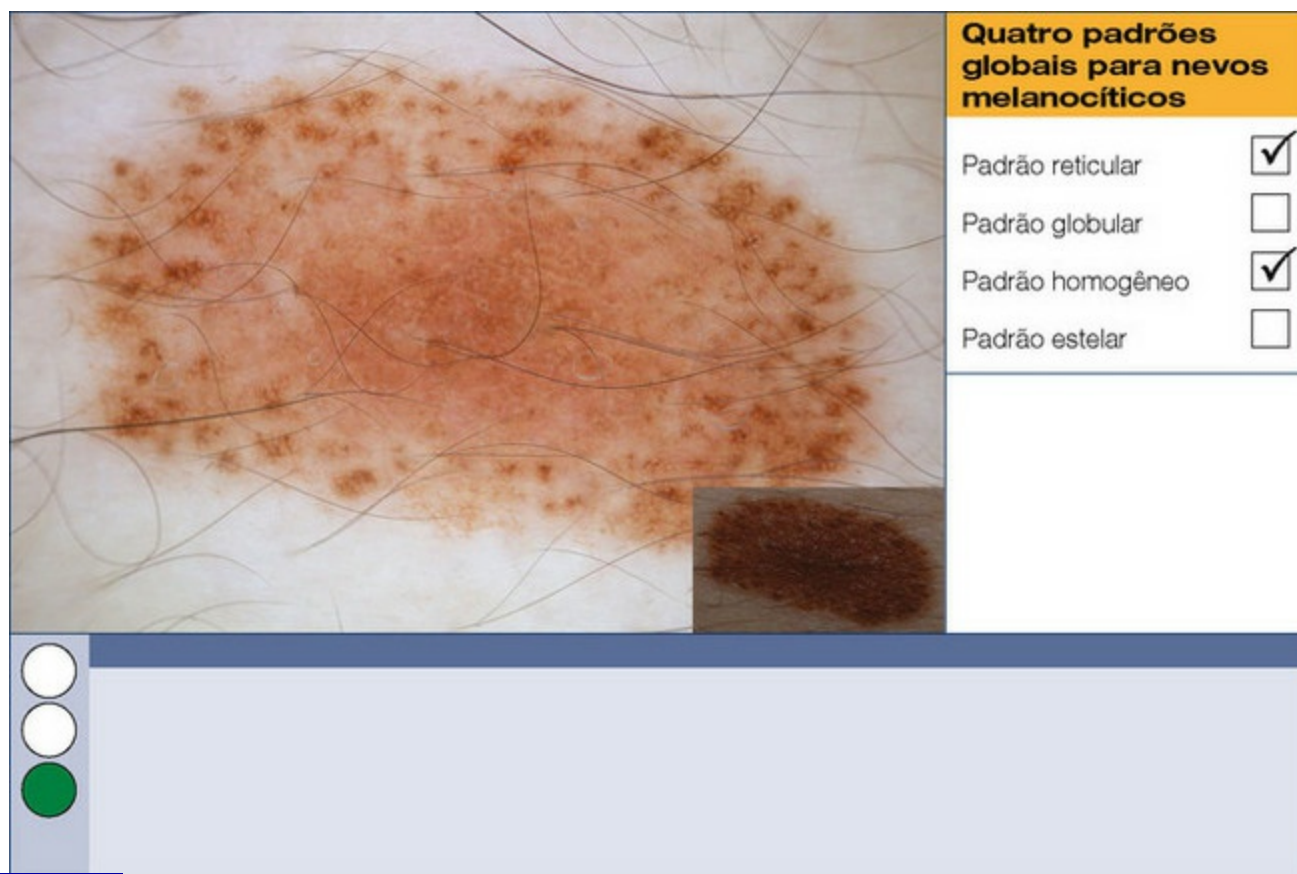 Quatro padrões
globais para nevos
melanocíticos
Padrão reticular
Padrão globular
Padrão homogêneo
Padrão estelar